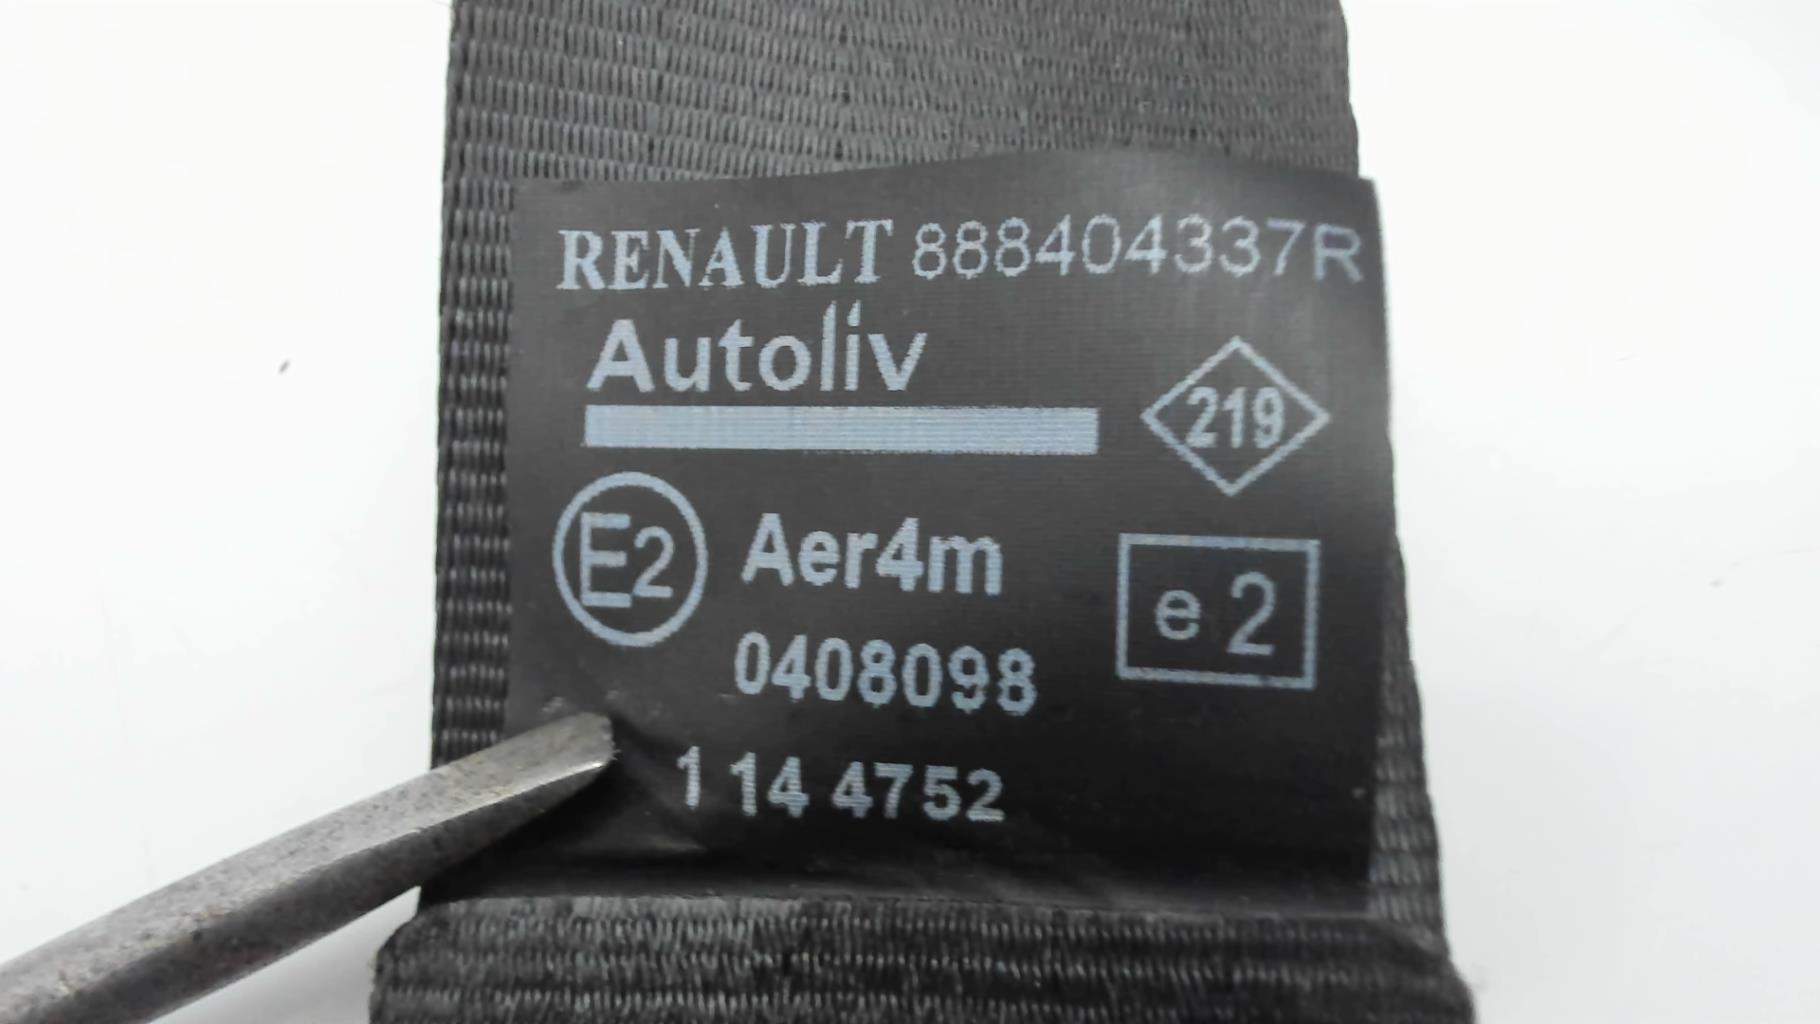 RENAULT 888404337R
Autoliv
219
E2 Aer4m
e 2
0408098
1 14 4752